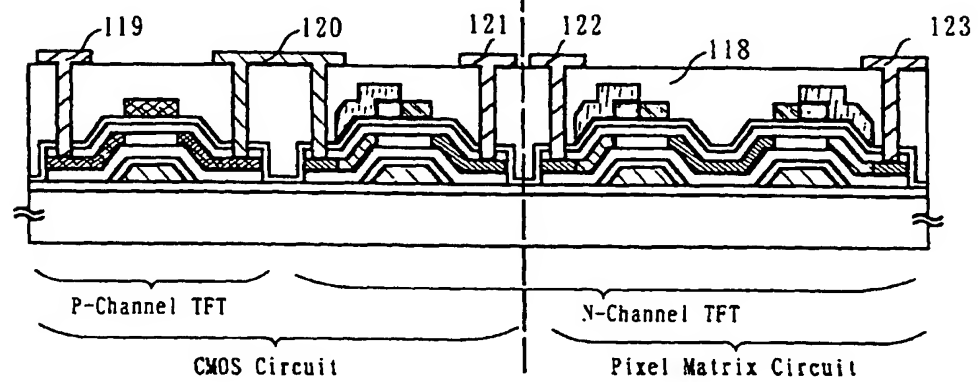 119
120
121
122
118
123
P-Channel TFT
N-Channel TFT
CMOS Circuit
Pixel Matrix Circuit